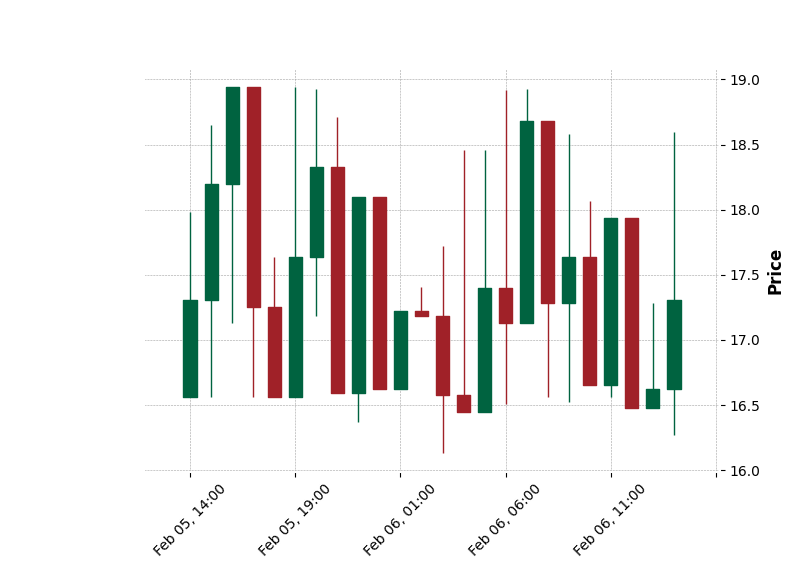 19.0
18.5
18.0
17.5
17.0
16.5
16.0
Price
Feb 05, 14:00
Feb 05, 19:00
Feb 06, 01:00
Feb 06, 06:00
Feb 06, 11:00